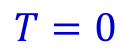 T = 0